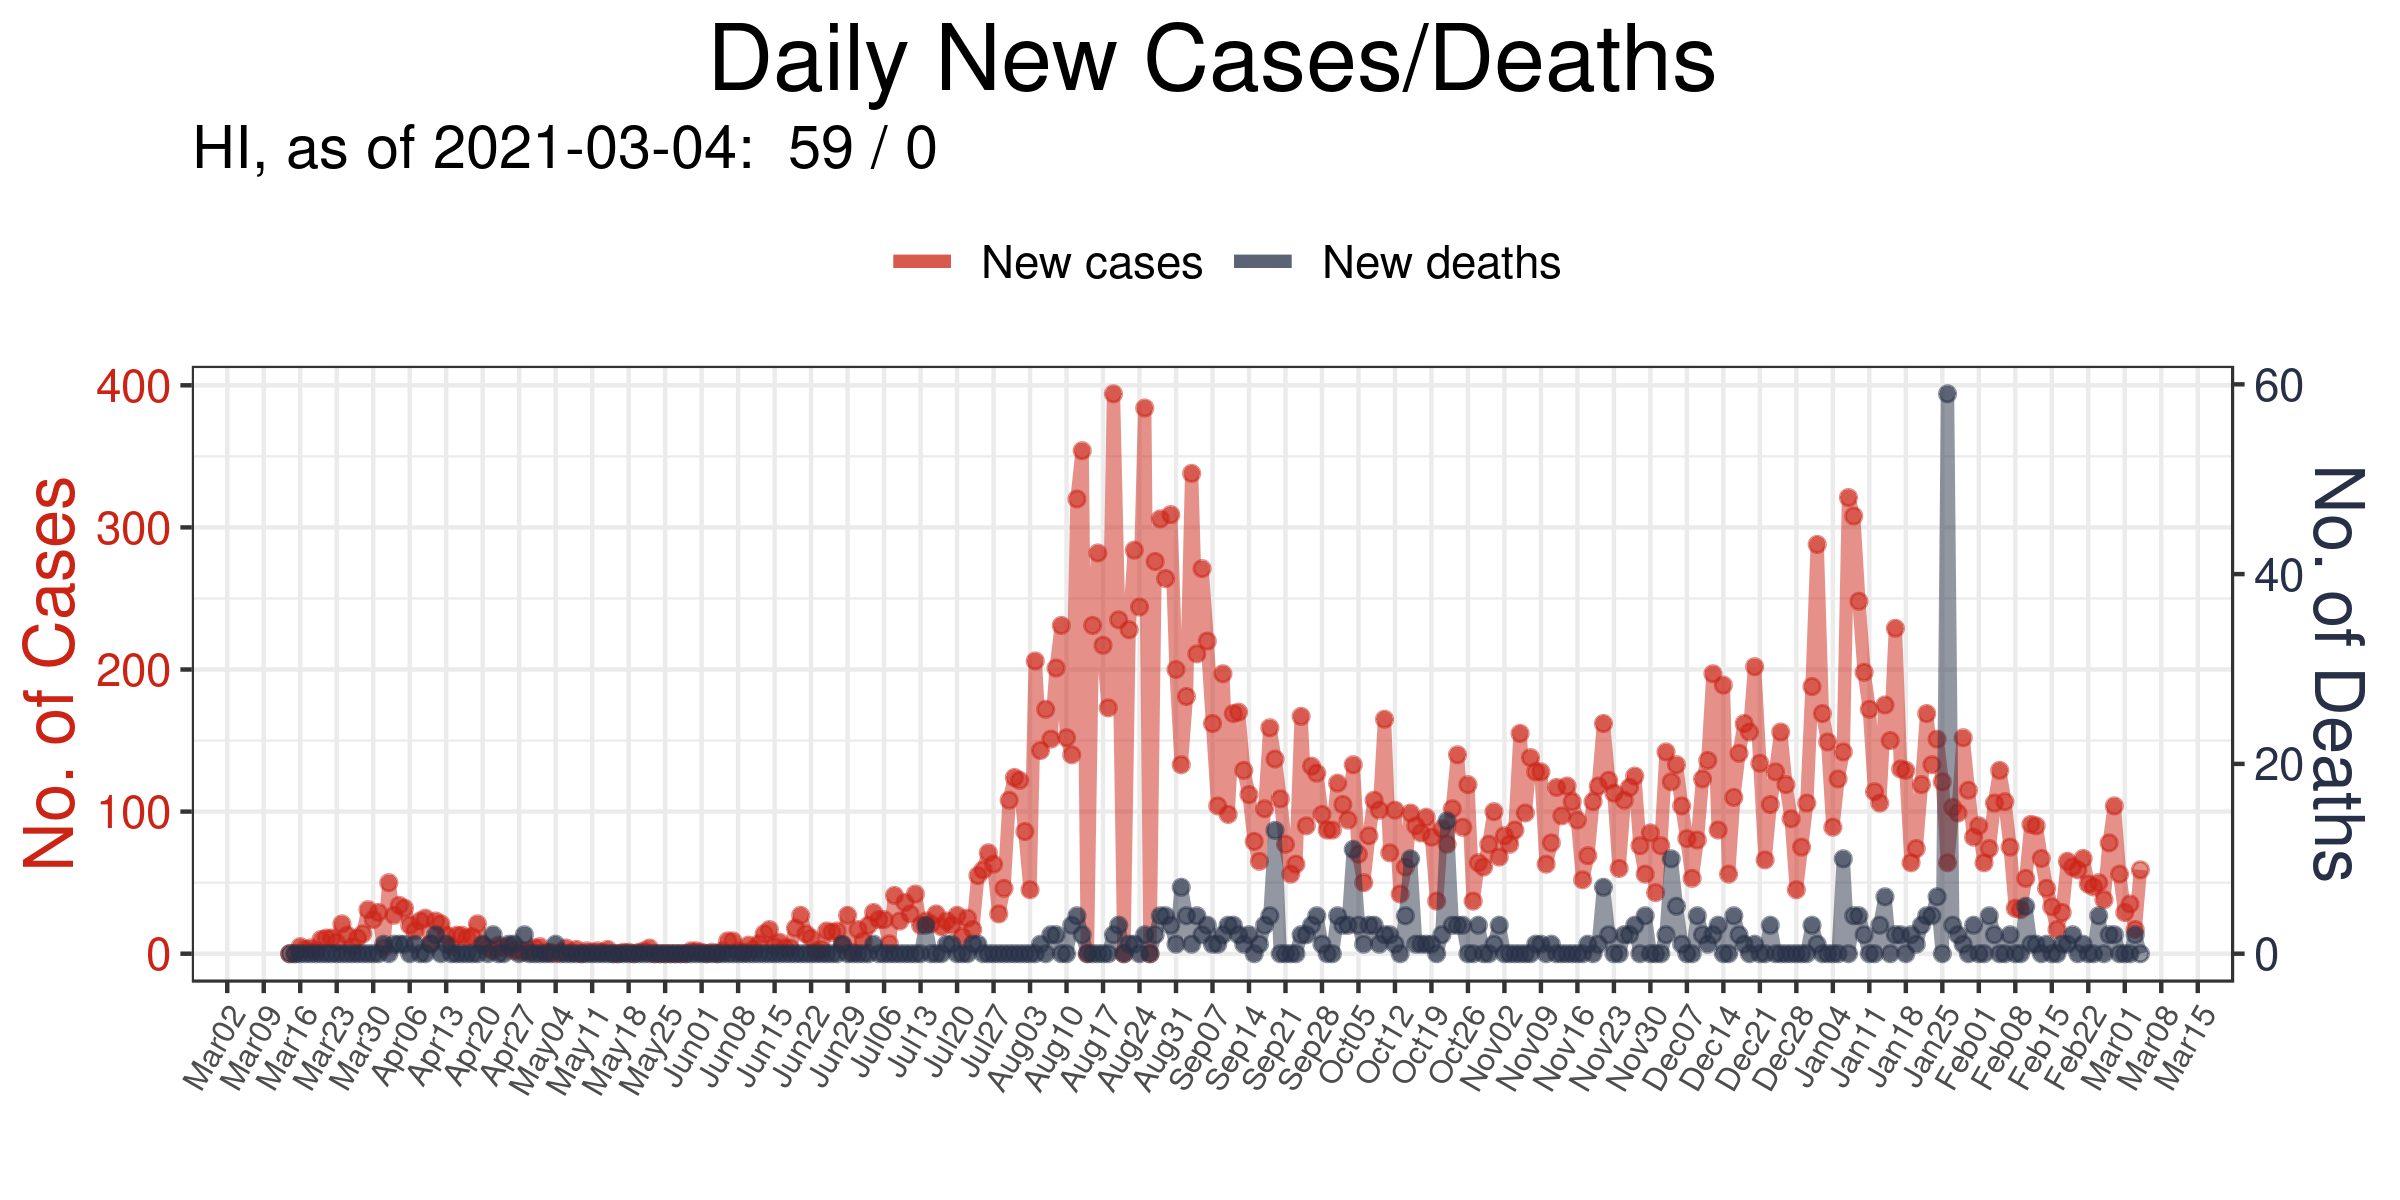 Daily New Cases/Deaths
HI, as of 2021-03-04: 59 / 0
New cases
New deaths
No. of Cases
400
300
200
100
0
60
40
20
0
No. of Deaths
Mar02
Mar09
Mar16
Mar23
Mar30
Apr06
Apr13
Apr20
Apr27
May04
May11
May18
May25
Jun01
Jun08
Jun15
Jun22
Jun29
Jul06
Jul13
Jul20
Jul27
Aug03
Aug10
Aug17
Aug24
Aug31
Sep07
Sep14
Sep21
Sep28
Oct05
Oct12
Oct19
Oct26
Nov02
Nov09
Nov16
Nov23
Nov30
Dec07
Dec14
Dec21
Dec28
Jan04
Jan11
Jan18
Jan25
Feb01
Feb08
Feb15
Feb22
Mar01
Mar08
Mar15